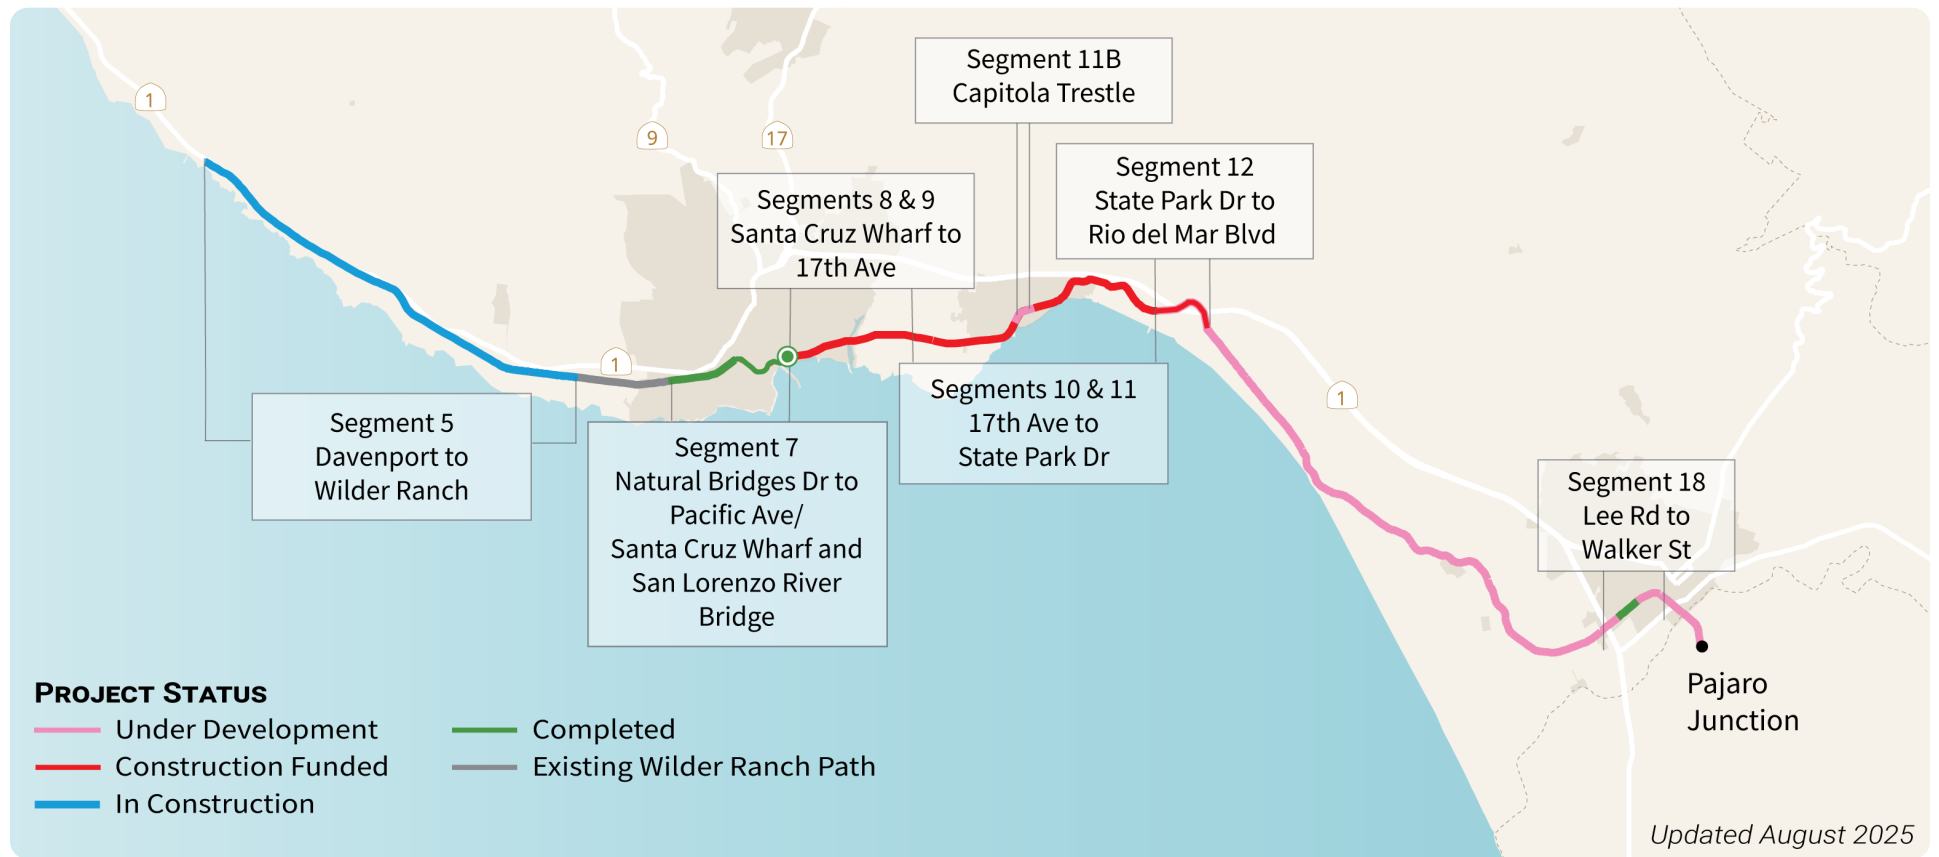 1
9
17
Segment 11B
Capitola Trestle
Segment 12
State Park Dr to
Rio del Mar Blvd
Segments 8 & 9
Santa Cruz Wharf to
17th Ave
1
1
Segments 10 & 11
17th Ave to
State Park Dr
Segment 5
Davenport to
Wilder Ranch
Segment 7
Natural Bridges Dr to
Pacific Ave/
Santa Cruz Wharf and
San Lorenzo River
Bridge
Segment 18
Lee Rd to
Walker St
Pajaro
Junction
PROJECT STATUS
Under Development
Construction Funded
In Construction
Completed
Existing Wilder Ranch Path
Updated August 2025